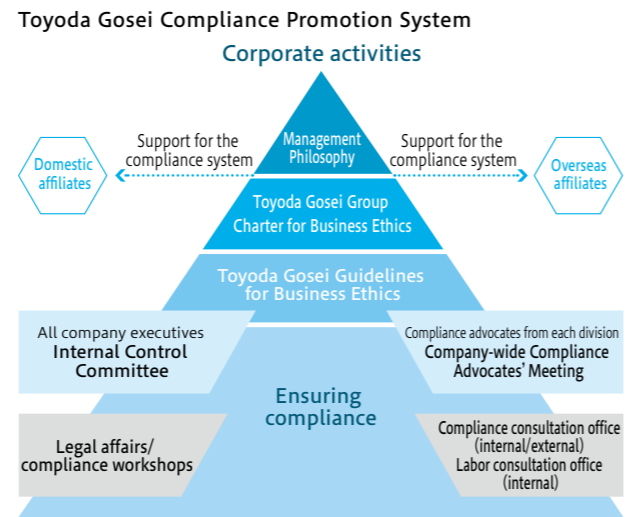 Toyoda Gosei Compliance Promotion System
Corporate activities
Management
Philosophy
Support for the
compliance system
Support for the
compliance system
Domestic
affiliates
Overseas
affiliates
Toyoda Gosei Group
Charter for Business Ethics
Toyoda Gosei Guidelines
for Business Ethics
All company executives
Internal Control
Committee
Compliance advocates from each division
Company-wide Compliance
Advocates' Meeting
Ensuring
compliance
Legal affairs/
compliance workshops
Compliance consultation office
(internal/external)
Labor consultation office
(internal)